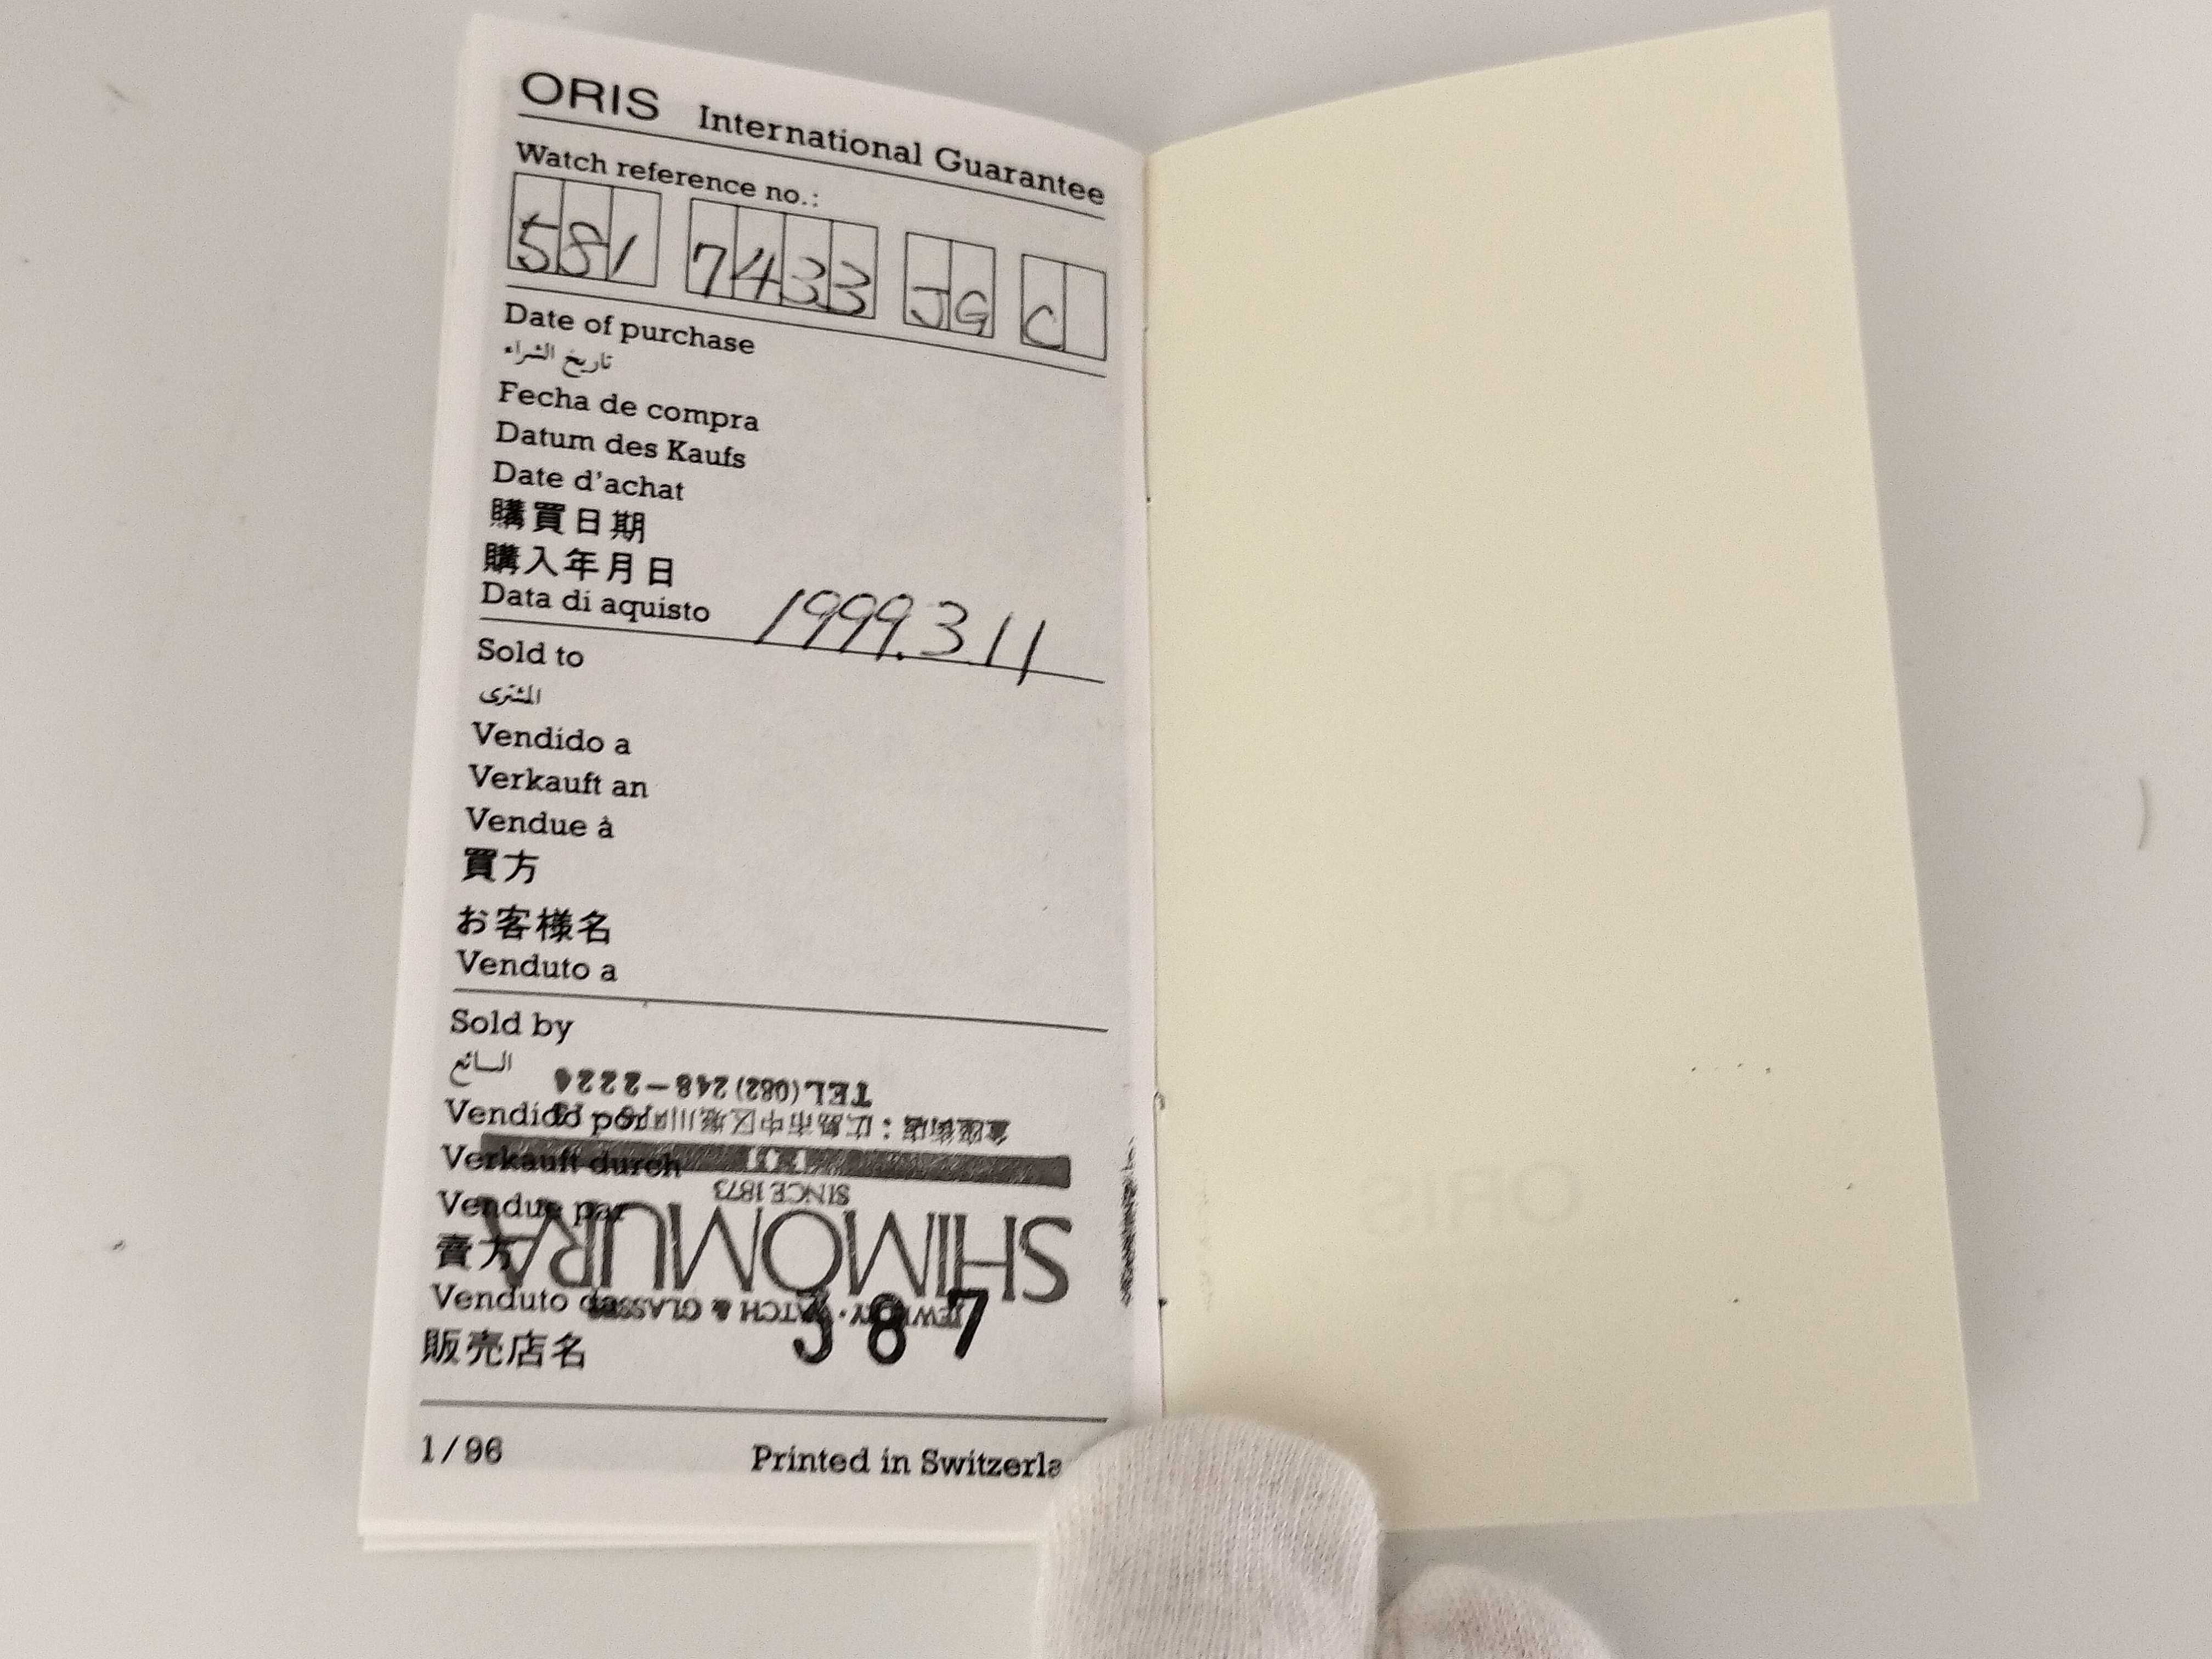 ORIS International Guarantee
Watch reference no.:
581 7433 JG C
Date of purchase
تاريخ الشراء
Fecha de compra
Datum des Kaufs
Date d'achat
購買日期
購入年月日
Data di aquisto 1999.3.11
Sold to
المشترى
Vendido a
Verkauft an
Vendue à
買方
お客様名
Venduto a
Sold by
البائع
TEL (082) 248-2224
Vendido por
Verkauft durch
SINCE 1873
Vendue par
SHIMOMURA
賣方
Venduto da
JEWELRY・WATCH & GLASSES
387
販売店名
1/96 Printed in
ORIS